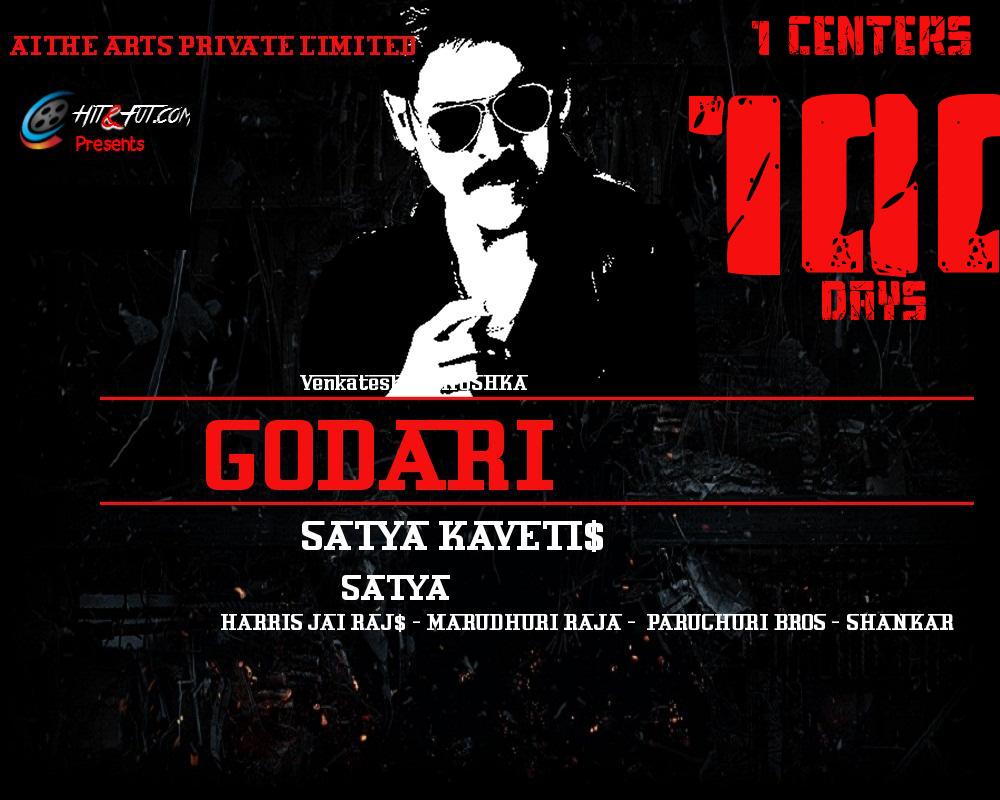 AITHE ARTS PRIVATE LIMITED
1 CENTERS
HIT&FUT.COM
Presents
100
DAYS
GODARI
SATYA KAVETI$
SATYA
HARRIS JAI RAJ$ - MARUDHURI RAJA - PARUCHURI BROS - SHANKAR